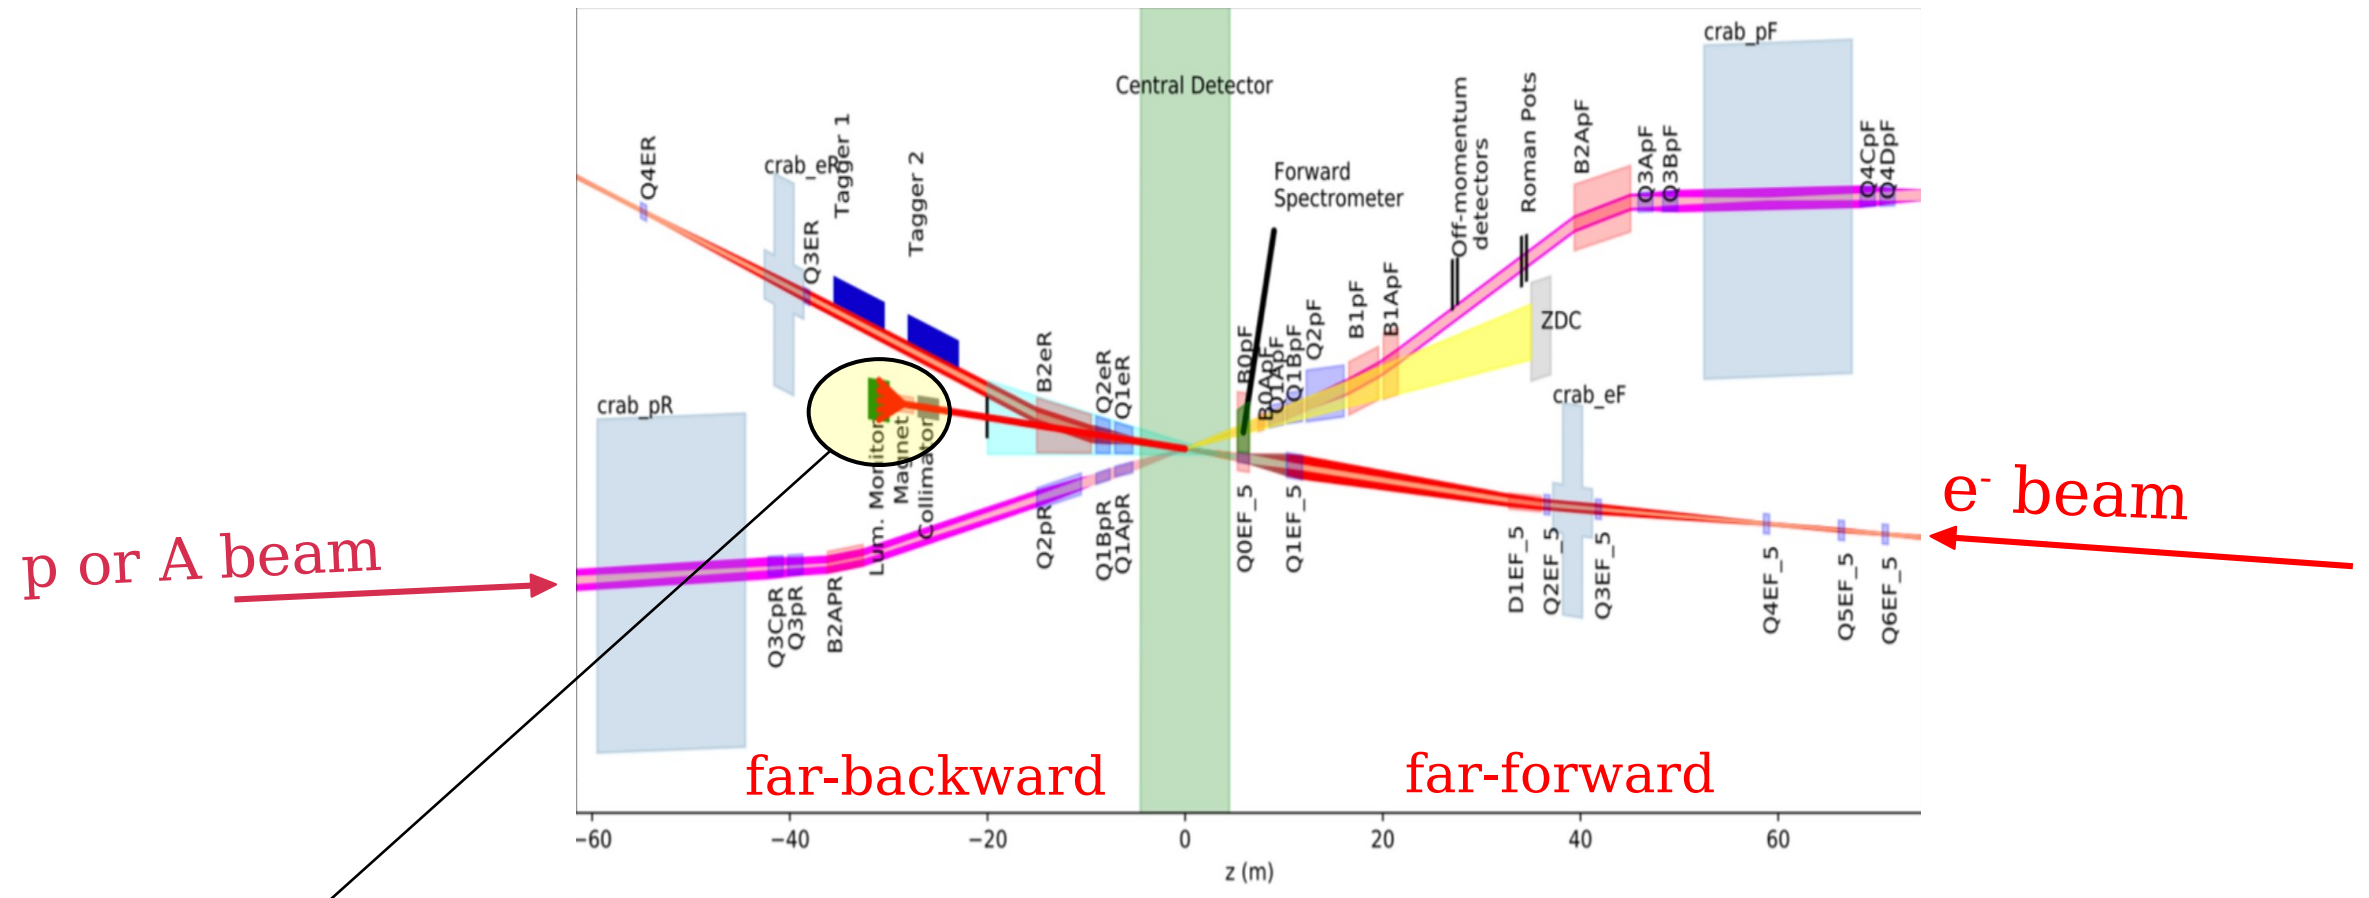 crab_pF
Central Detector
Tagger 1
Tagger 2
Q4ER
crab_eR
Q3ER
Forward
Spectrometer
Off-momentum
detectors
Roman Pots
B2ApF
Q3ApF
Q3BpF
Q4CpF
Q4DpF
ZDC
B2eR
Q2eR
Q1eR
B0pF
B0ApF
Q1ApF
Q1BpF
Q2pF
B1pF
B1ApF
crab_pR
crab_eF
Lum. Monitor
Magnet
Collimator
p or A beam
e- beam
Q3CpR
Q3pR
B2APR
Q2pR
Q1BpR
Q1ApR
Q0EF_5
Q1EF_5
D1EF_5
Q2EF_5
Q3EF_5
Q4EF_5
Q5EF_5
Q6EF_5
far-backward
far-forward
−60
−40
−20
0
20
40
60
z (m)